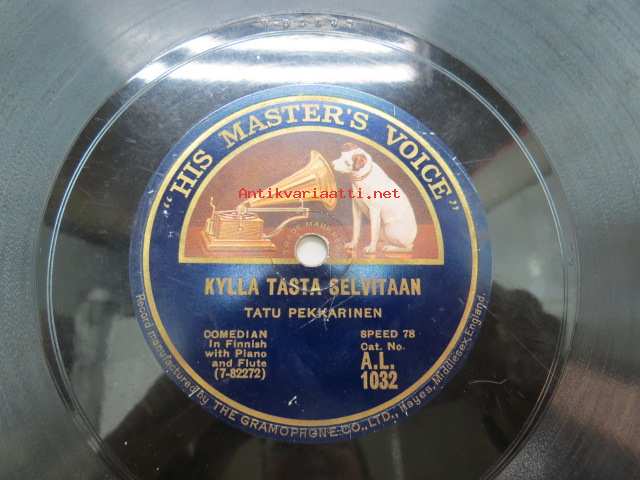 "HIS MASTER'S VOICE"
Antikvariaatti.net
KYLLA TASTA SELVITAAN
TATU PEKKARINEN
COMEDIAN
In Finnish
with Piano
and Flute
(7-82272)
SPEED 78
Cat. No.
A.L.
1032
Record manufactured by THE GRAMOPHONE CO., LTD., Hayes, Middlesex, England.